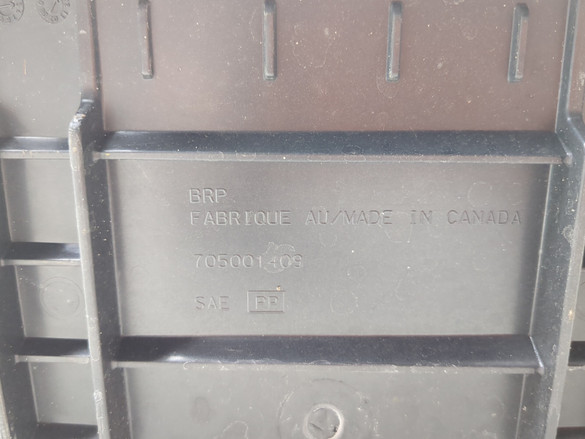 BRP
FABRIQUE AU/MADE IN CANADA
705001409
SAE PP